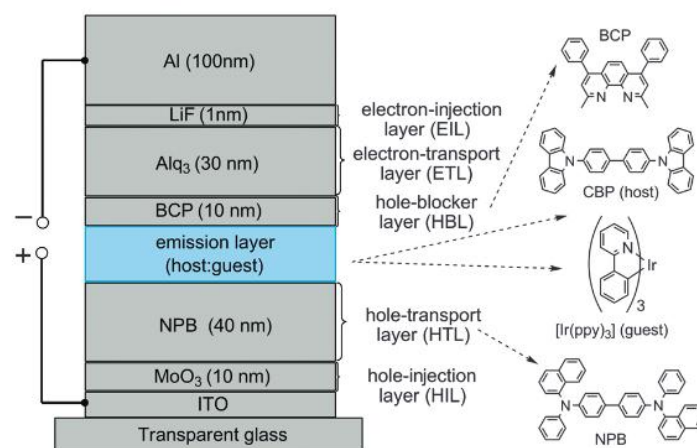 Al (100nm)
LiF (1nm)
Alq₃ (30 nm)
BCP (10 nm)
emission layer
(host:guest)
NPB (40 nm)
MoO₃ (10 nm)
ITO
Transparent glass
−
+
electron-injection
layer (EIL)
electron-transport
layer (ETL)
hole-blocker
layer (HBL)
hole-transport
layer (HTL)
hole-injection
layer (HIL)
BCP
N N
N N
CBP (host)
N
Ir
3
[Ir(ppy)₃] (guest)
N N
NPB